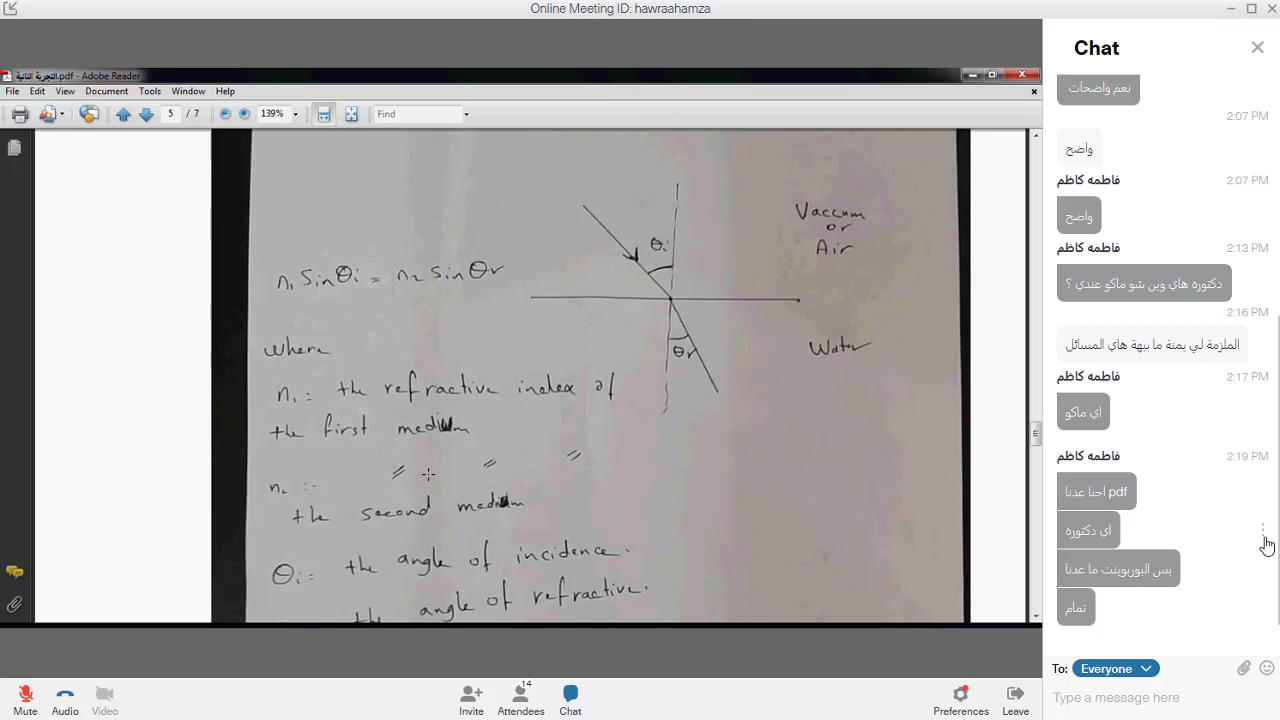 Online Meeting ID: hawraahamza
التجربة الثانية.pdf - Adobe Reader
File Edit View Document Tools Window Help
5 / 7 139% Find
Vaccum
or
Air
θi
n₁ Sinθi = n₂ Sinθr
where
Water
θr
n₁ = the refractive index of
the first medium
n₂ :- 〃 〃 〃
the second medium
θi = the angle of incidence.
the angle of refractive.
Chat
نعم واضحات
2:07 PM
واضح
فاطمه كاظم 2:07 PM
واضح
فاطمه كاظم 2:13 PM
دكتوره هاي وين شو ماكو عندي ؟
2:16 PM
الملزمة لي يمنة ما بيهة هاي المسائل
فاطمه كاظم 2:17 PM
اي ماكو
فاطمه كاظم 2:19 PM
احنا عدنا pdf
اي دكتوره
بس البوربوينت ما عدنا
تمام
To: Everyone
Type a message here
Mute Audio Video Invite 14 Attendees Chat Preferences Leave